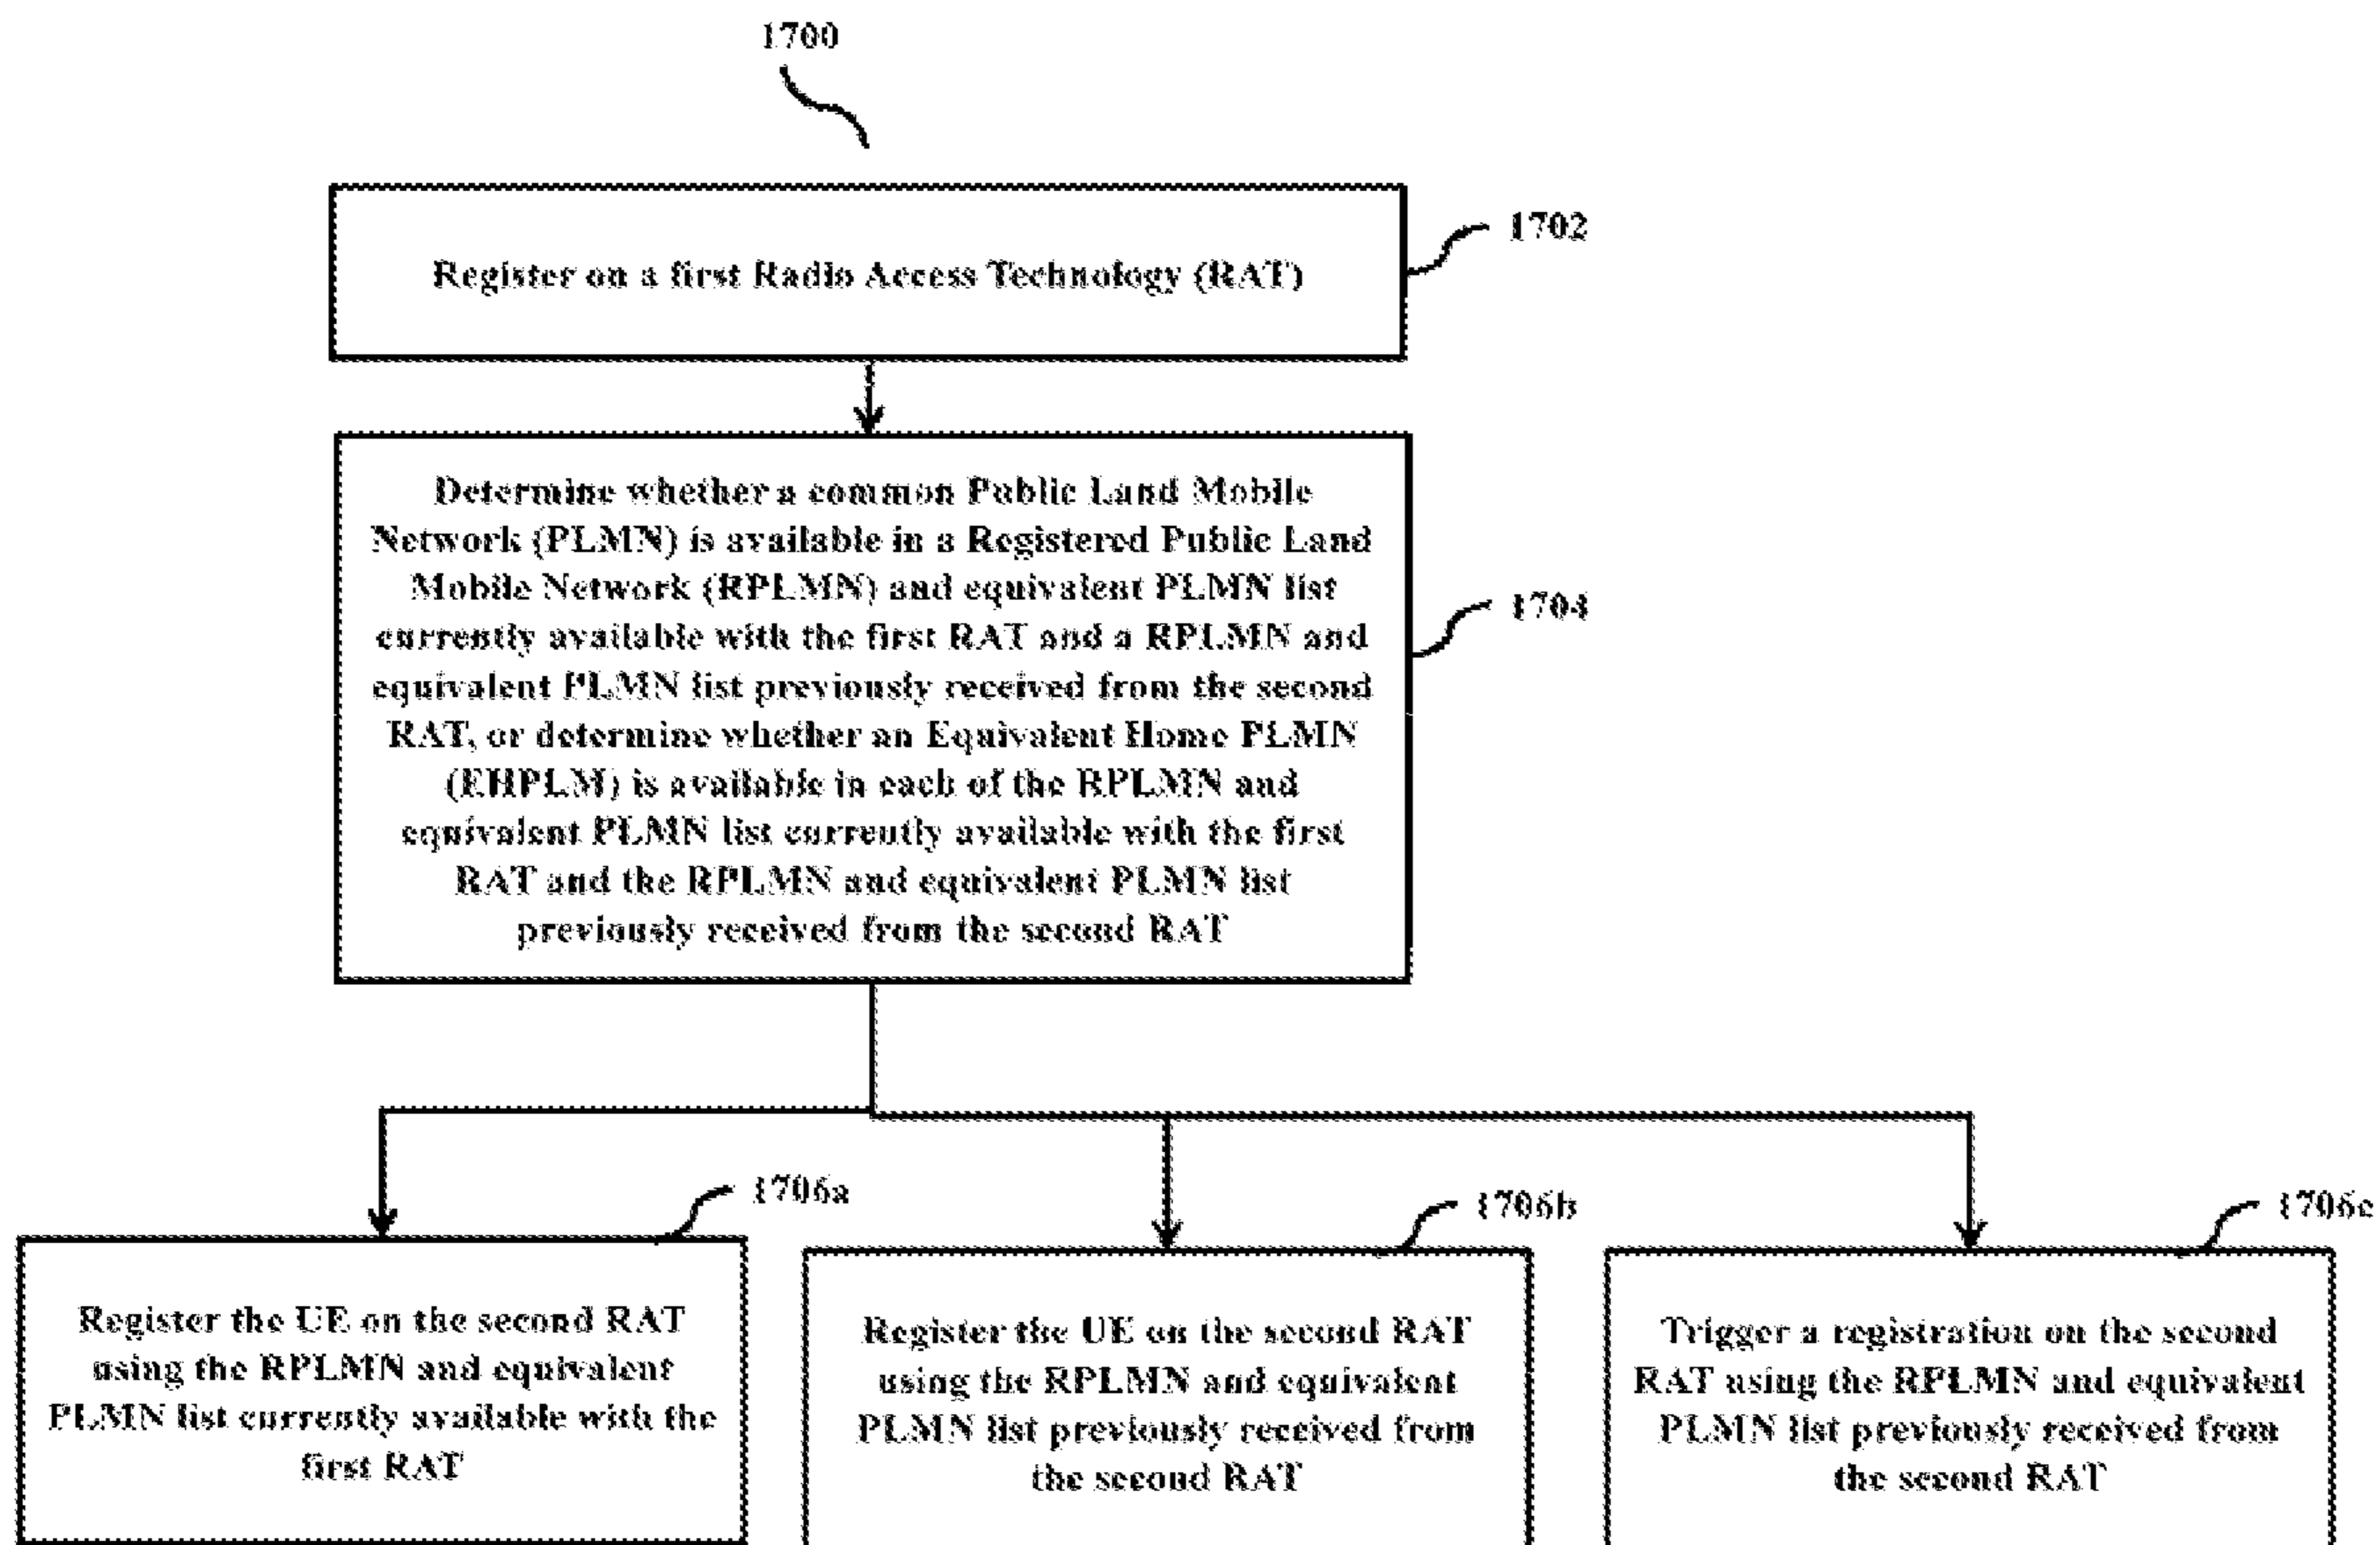 1700
Register on a first Radio Access Technology (RAT)
1702
Determine whether a common Public Land Mobile
Network (PLMN) is available in a Registered Public Land
Mobile Network (RPLMN) and equivalent PLMN list
currently available with the first RAT and a RPLMN and
equivalent PLMN list previously received from the second
RAT, or determine whether an Equivalent Home PLMN
(EHPLM) is available in each of the RPLMN and
equivalent PLMN list currently available with the first
RAT and the RPLMN and equivalent PLMN list
previously received from the second RAT
1704
1706a
Register the UE on the second RAT
using the RPLMN and equivalent
PLMN list currently available with the
first RAT
1706b
Register the UE on the second RAT
using the RPLMN and equivalent
PLMN list previously received from
the second RAT
1706c
Trigger a registration on the second
RAT using the RPLMN and equivalent
PLMN list previously received from
the second RAT